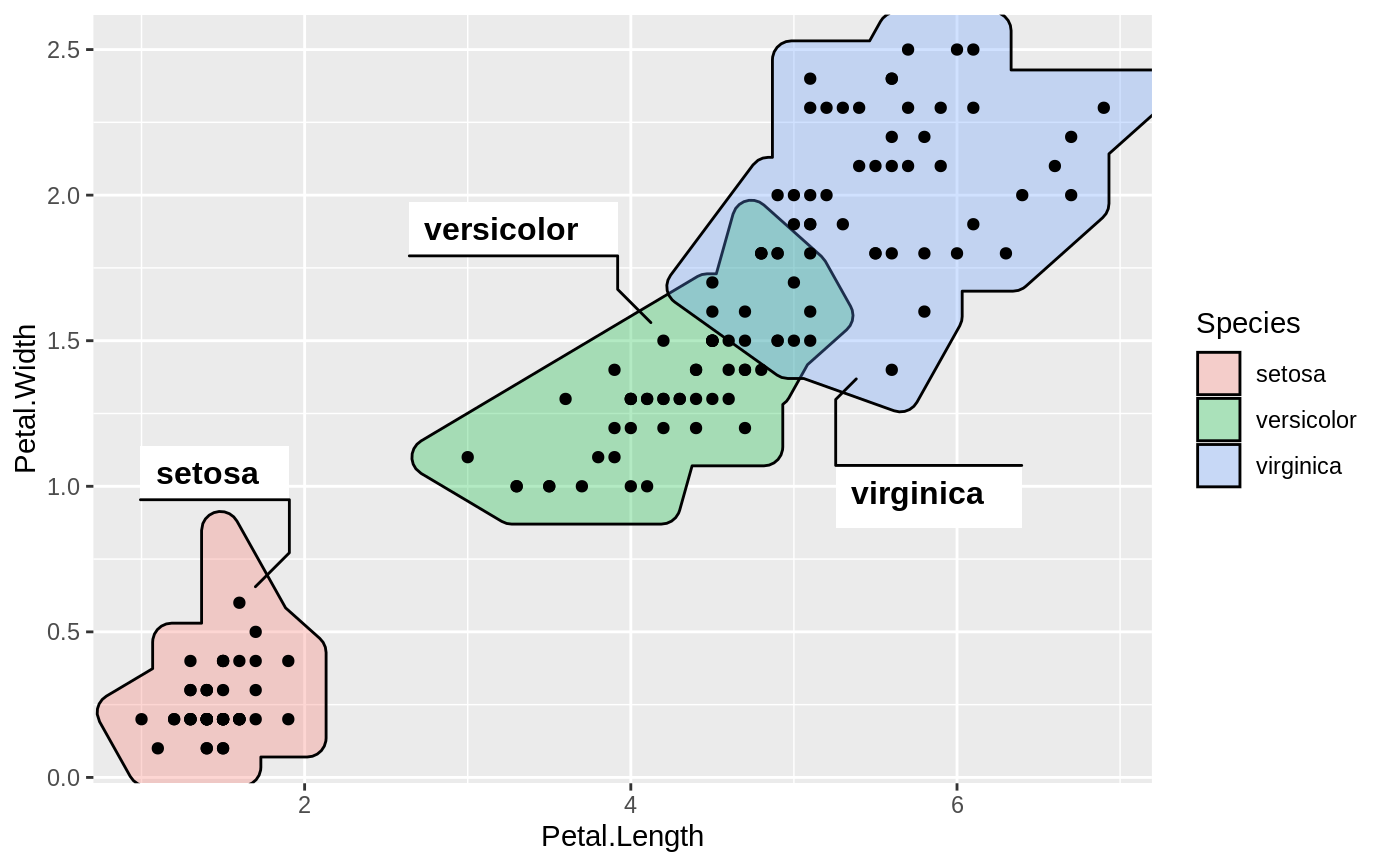 2.5
2.0
1.5
1.0
0.5
0.0
Petal.Width
versicolor
setosa
virginica
2
4
6
Petal.Length
Species
setosa
versicolor
virginica